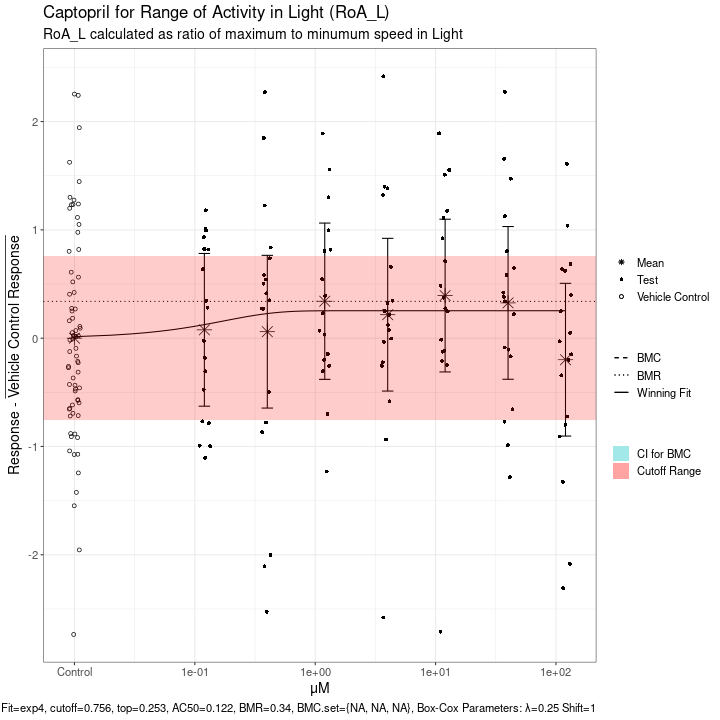 Captopril for Range of Activity in Light (RoA_L)
RoA_L calculated as ratio of maximum to minumum speed in Light
Response - Vehicle Control Response
2
1
0
-1
-2
Control
1e-01
1e+00
1e+01
1e+02
µM
Mean
Test
Vehicle Control
BMC
BMR
Winning Fit
CI for BMC
Cutoff Range
Fit=exp4, cutoff=0.756, top=0.253, AC50=0.122, BMR=0.34, BMC.set={NA, NA, NA}, Box-Cox Parameters: λ=0.25 Shift=1